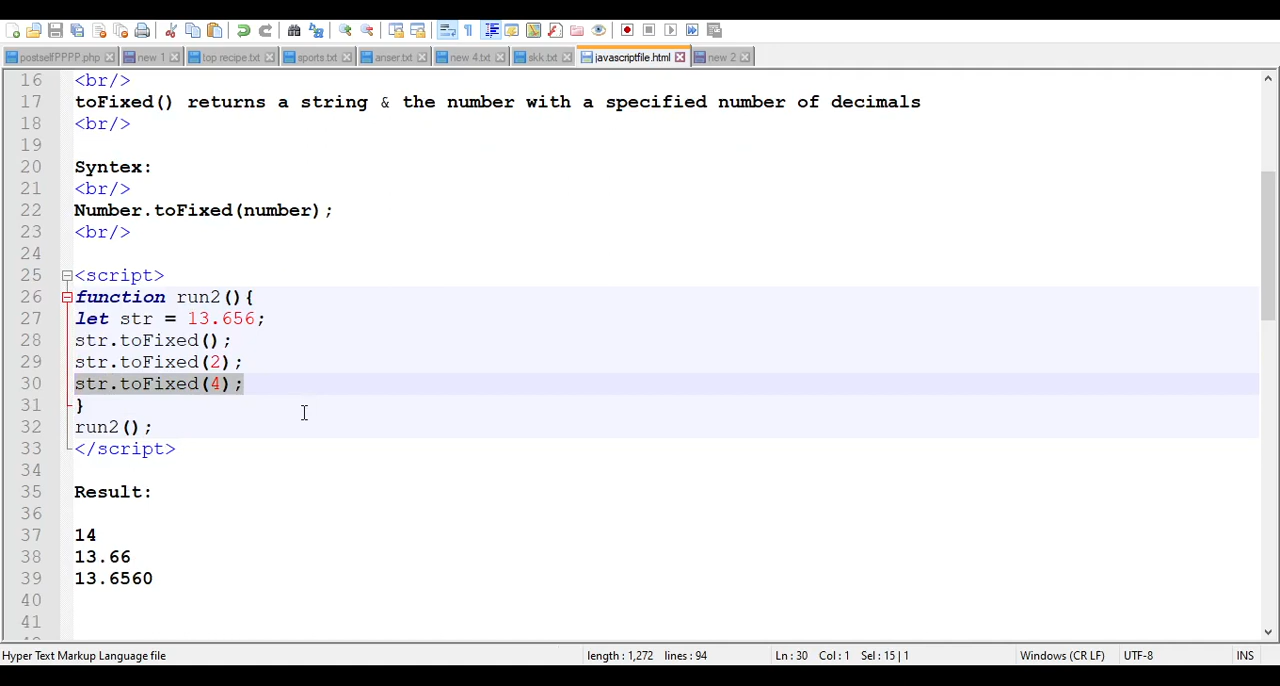 postselfPPPP.php new 1 top recipe.txt sports.txt anser.txt new 4.txt skk.txt javascriptfile.html new 2
16 <br/>
17 toFixed() returns a string & the number with a specified number of decimals
18 <br/>
19
20 Syntex:
21 <br/>
22 Number.toFixed(number);
23 <br/>
24
25 <script>
26 function run2(){
27 let str = 13.656;
28 str.toFixed();
29 str.toFixed(2);
30 str.toFixed(4);
31 }
32 run2();
33 </script>
34
35 Result:
36
37 14
38 13.66
39 13.6560
40
41
Hyper Text Markup Language file length : 1,272 lines : 94 Ln : 30 Col : 1 Sel : 15 | 1 Windows (CR LF) UTF-8 INS